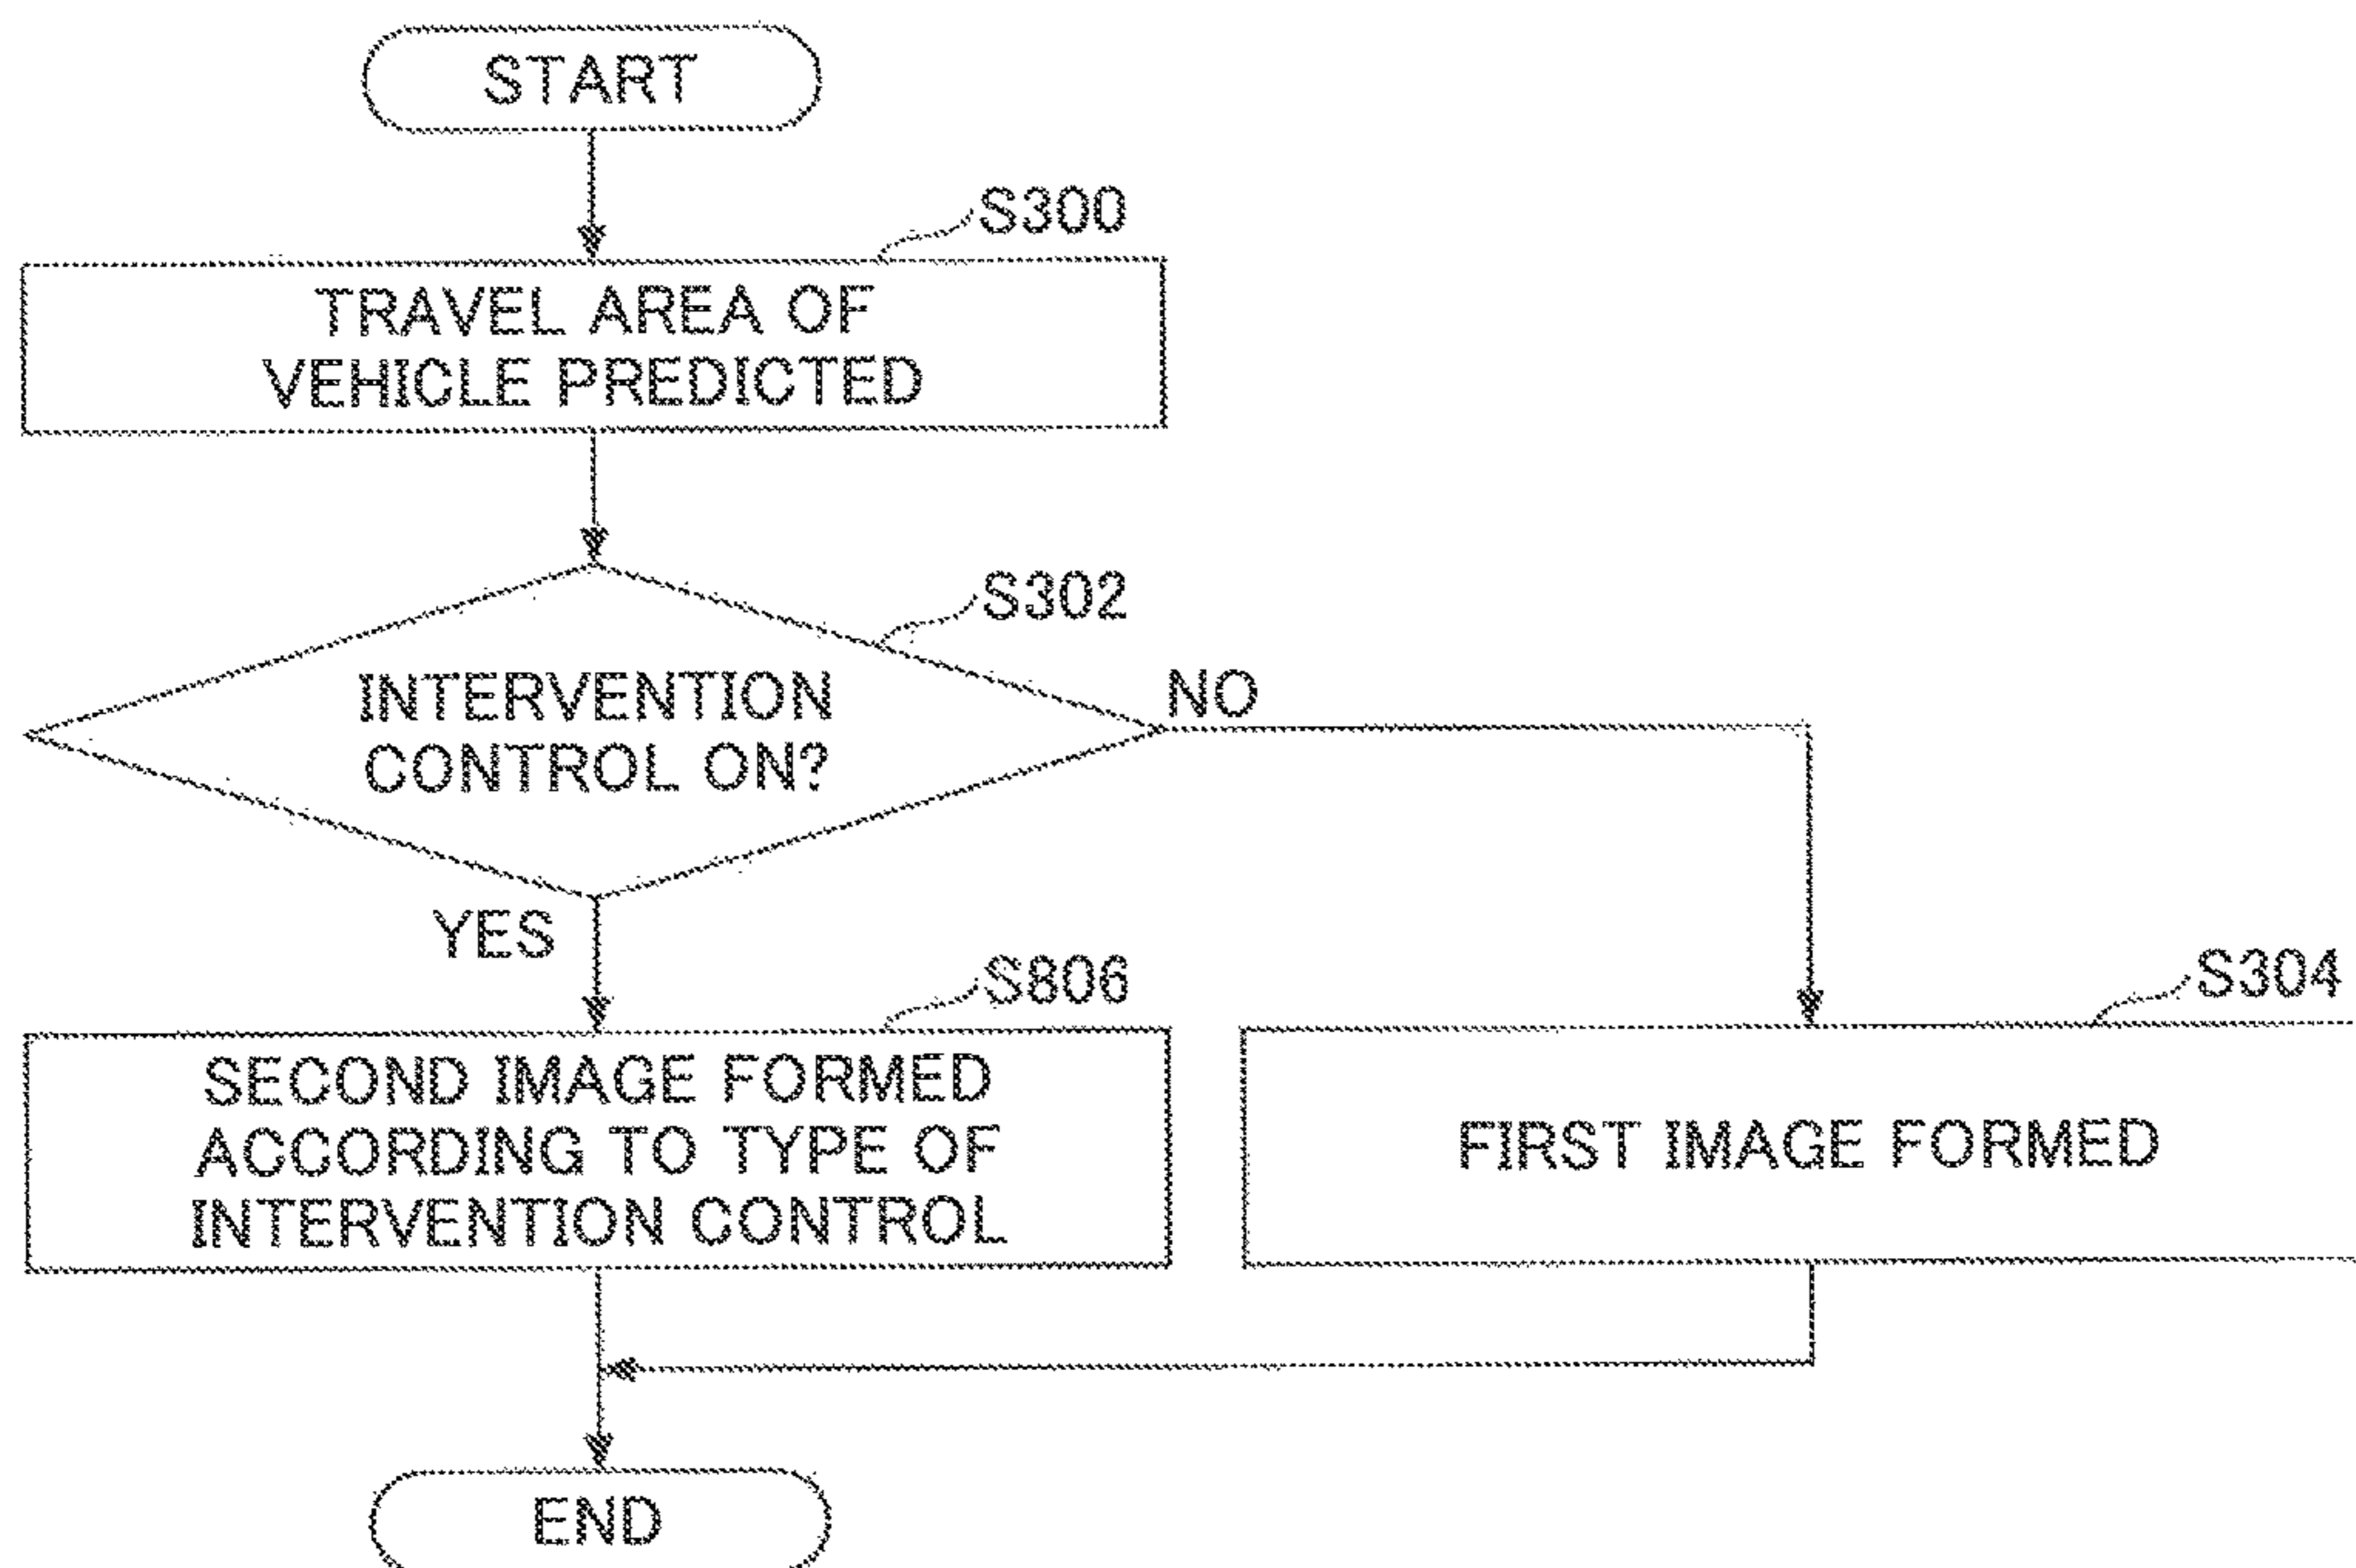 START
S300
TRAVEL AREA OF
VEHICLE PREDICTED
S302
INTERVENTION
CONTROL ON?
NO
YES
S806
SECOND IMAGE FORMED
ACCORDING TO TYPE OF
INTERVENTION CONTROL
S304
FIRST IMAGE FORMED
END